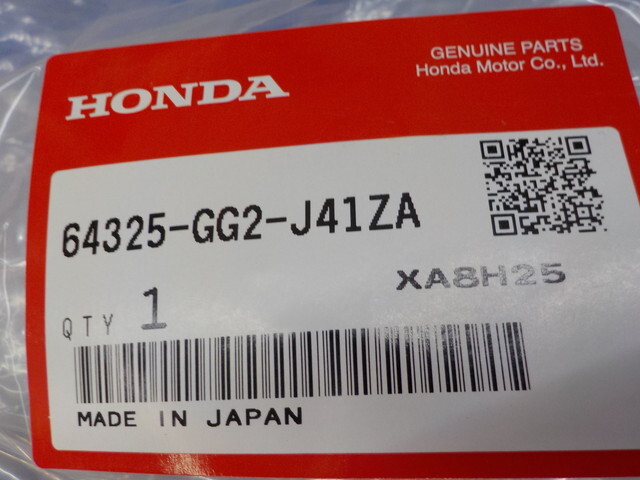 HONDA
GENUINE PARTS
Honda Motor Co., Ltd.
64325-GG2-J41ZA
XA8H25
QTY 1
MADE IN JAPAN